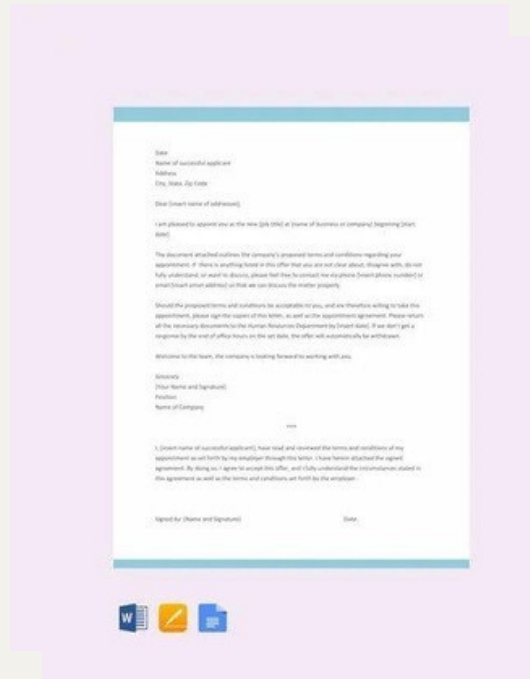 Date
Name of successful applicant
Address
City, State, Zip Code
Dear [insert name of addressee],
I am pleased to appoint you as the new [job title] at [name of business or company] beginning [start
date]
The document attached outlines the company's proposed terms and conditions regarding your
appointment. If there is anything listed in this offer that you are not clear about, disagree with, do not
fully understand, or want to discuss, please feel free to contact me via phone [insert phone number] or
email [insert email address] so that we can discuss the matter properly.
Should the proposed terms and conditions be acceptable to you, and are therefore willing to take this
appointment, please sign the copies of this letter, as well as the appointment agreement. Please return
all the necessary documents to the Human Resources Department by [insert date]. If we don't get a
response by the end of office hours on the set date, the offer will automatically be withdrawn.
Welcome to the team, the company is looking forward to working with you.
Sincerely
[Your Name and Signature]
Position
Name of Company
****
I, [insert name of successful applicant], have read and reviewed the terms and conditions of my
appointment as set forth by my employer through this letter. I have herein attached the signed
agreement. By doing so, I agree to accept this offer, and I fully understand the circumstances stated in
this agreement as well as the terms and conditions set forth by the employer.
Signed by: [Name and Signature] Date:
W